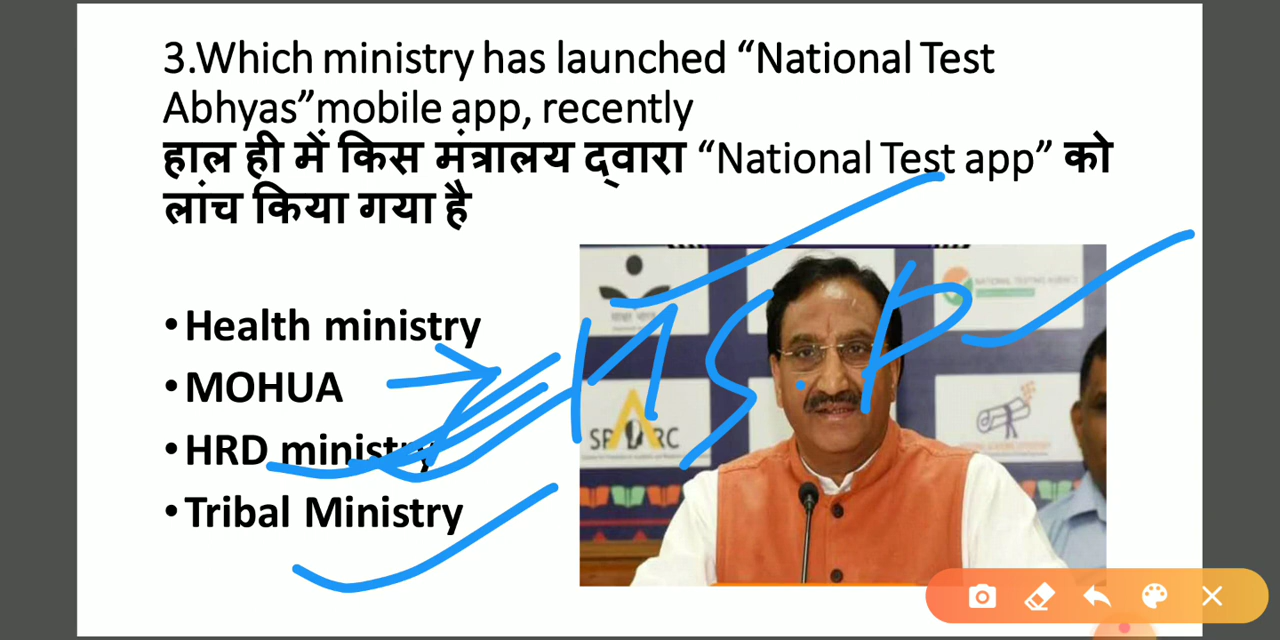 3.Which ministry has launched “National Test
Abhyas”mobile app, recently
हाल ही में किस मंत्रालय द्वारा “National Test app” को
लांच किया गया है
•Health ministry
•MOHUA
•HRD ministry
•Tribal Ministry
NATIONAL TESTING AGENCY